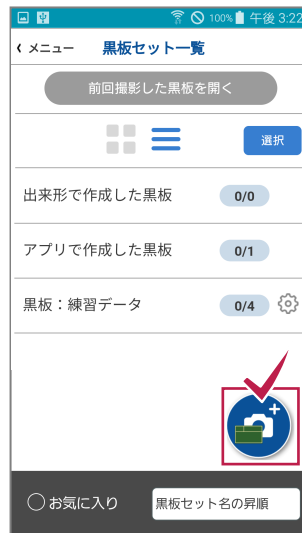 100% 午後 3:22
メニュー 黒板セット一覧
前回撮影した黒板を開く
選択
出来形で作成した黒板 0/0
アプリで作成した黒板 0/1
黒板：練習データ 0/4
お気に入り 黒板セット名の昇順